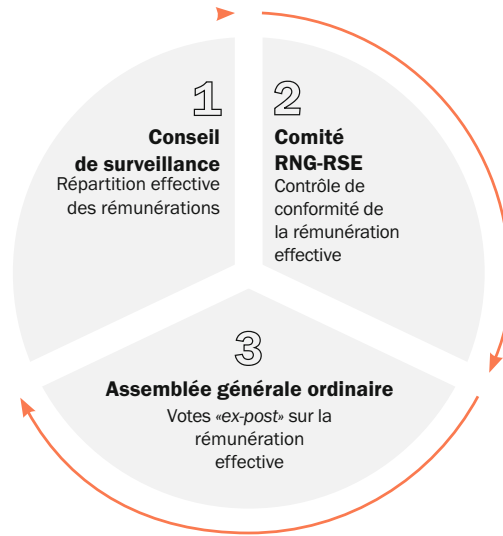 1
Conseil
de surveillance
Répartition effective
des rémunérations
2
Comité
RNG-RSE
Contrôle de
conformité de
la rémunération
effective
3
Assemblée générale ordinaire
Votes «ex-post» sur la
rémunération
effective